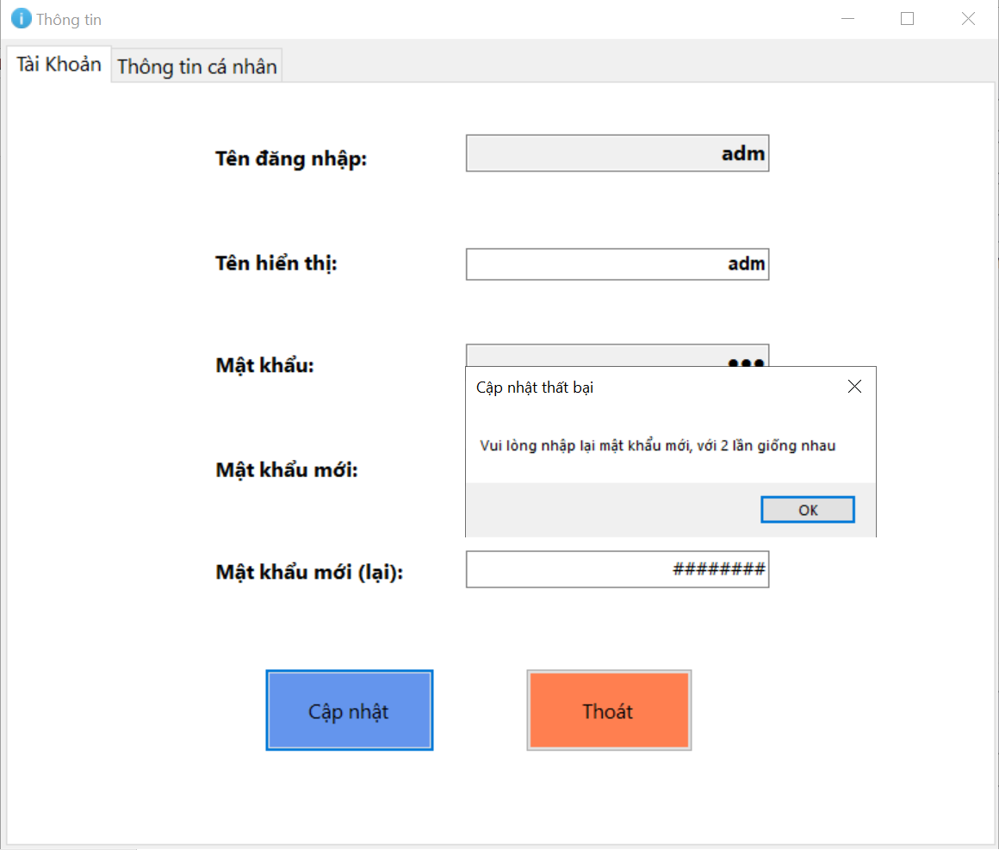 Thông tin
Tài Khoản
Thông tin cá nhân
Tên đăng nhập:
adm
Tên hiển thị:
adm
Mật khẩu:
●●●
Cập nhật thất bại
Vui lòng nhập lại mật khẩu mới, với 2 lần giống nhau
OK
Mật khẩu mới:
Mật khẩu mới (lại):
########
Cập nhật
Thoát